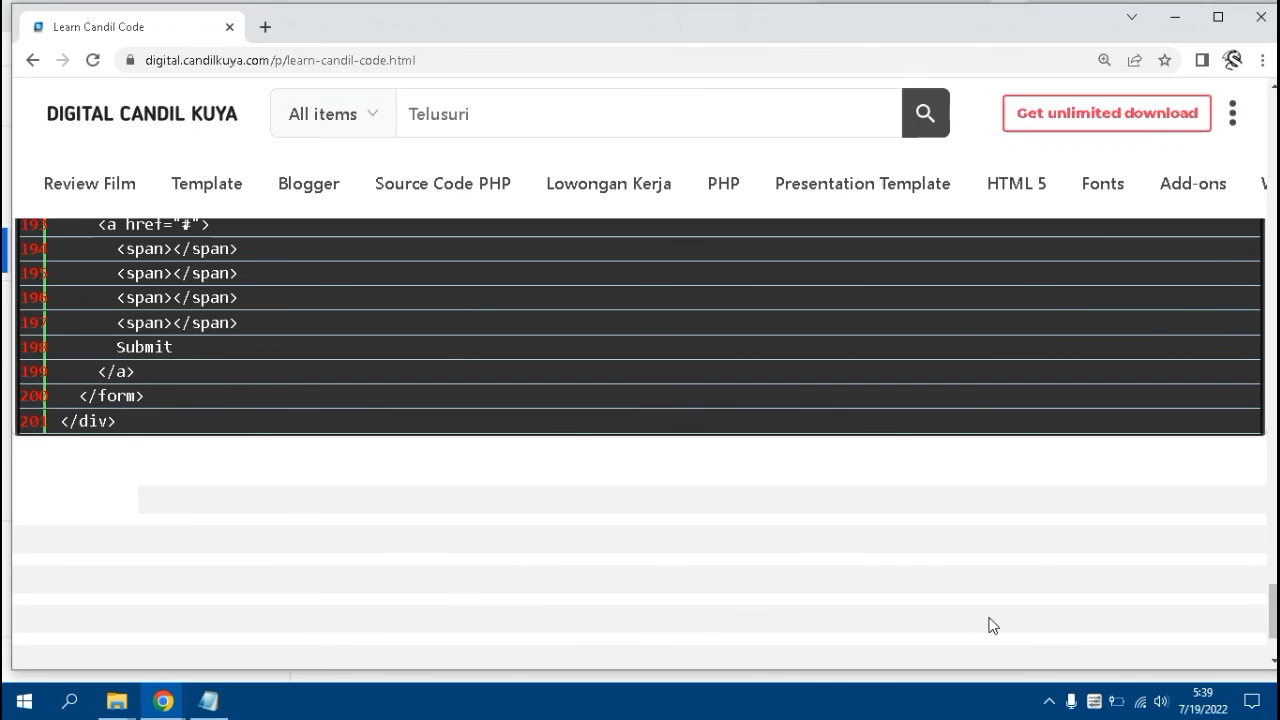 Learn Candil Code
digital.candilkuya.com/p/learn-candil-code.html
DIGITAL CANDIL KUYA All items Telusuri Get unlimited download
Review Film Template Blogger Source Code PHP Lowongan Kerja PHP Presentation Template HTML 5 Fonts Add-ons
193 <a href="#">
194 <span></span>
195 <span></span>
196 <span></span>
197 <span></span>
198 Submit
199 </a>
200 </form>
201 </div>
5:39
7/19/2022